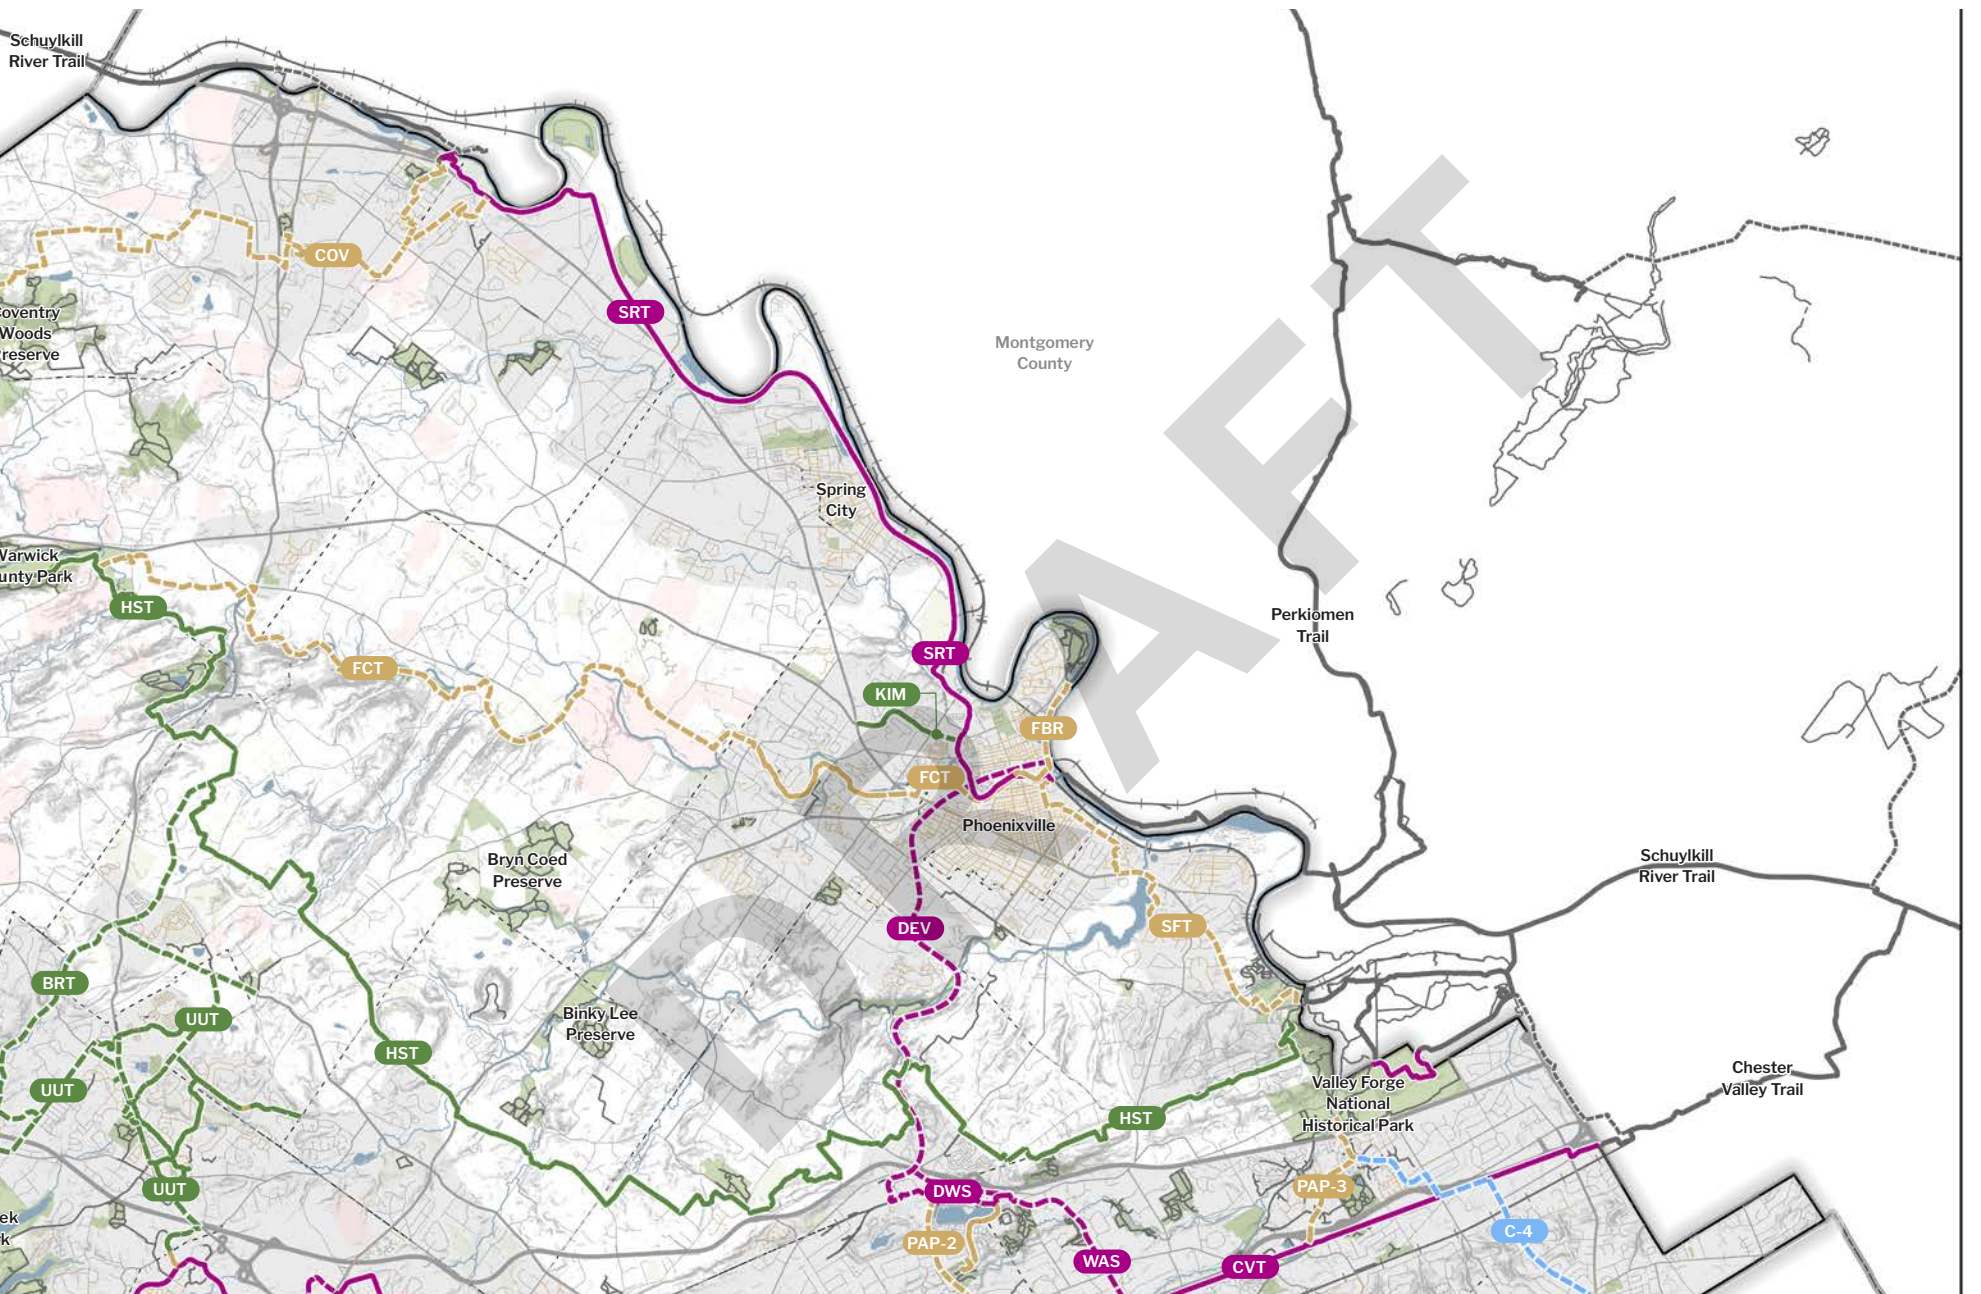 Schuylkill
River Trail
COV
SRT
oventry
Woods
reserve
Montgomery
County
Spring
City
Warwick
unty Park
HST
Perkiomen
Trail
SRT
FCT
KIM
FBR
FCT
Phoenixville
Bryn Coed
Preserve
Schuylkill
River Trail
DEV
SFT
BRT
UUT
Binky Lee
Preserve
HST
UUT
Valley Forge
National
Historical Park
Chester
Valley Trail
HST
UUT
DWS
PAP-3
ek
k
PAP-2
C-4
WAS
CVT
DRAFT